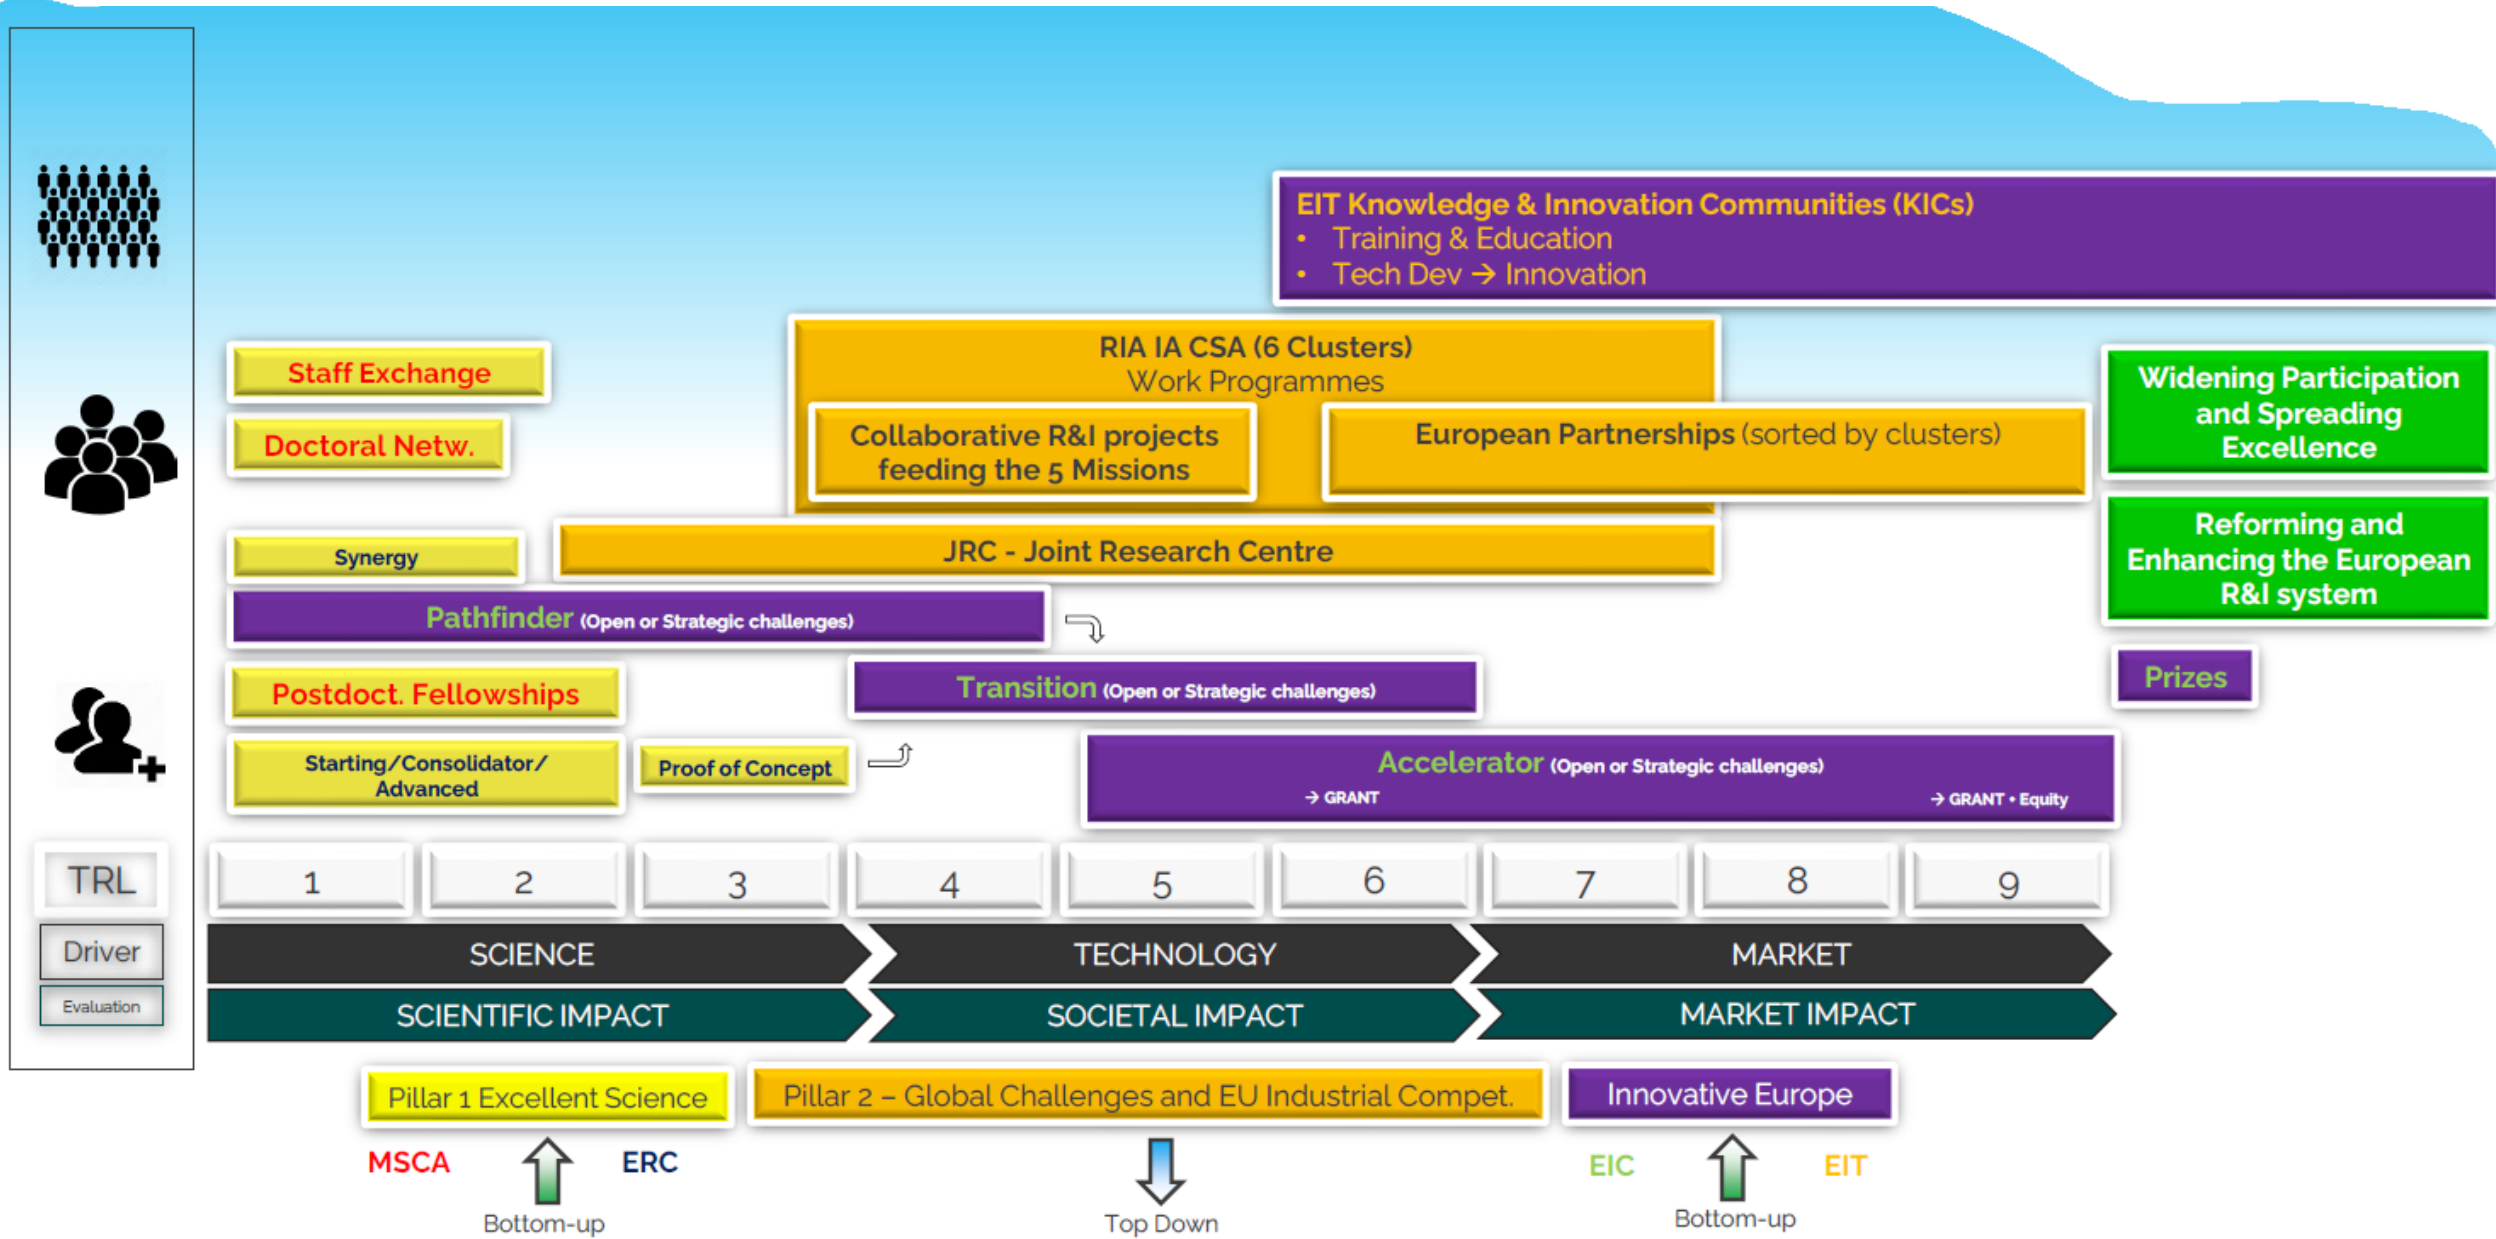 EIT Knowledge & Innovation Communities (KICs)
• Training & Education
• Tech Dev → Innovation
RIA IA CSA (6 Clusters)
Work Programmes
Staff Exchange
Doctoral Netw.
Collaborative R&I projects
feeding the 5 Missions
European Partnerships (sorted by clusters)
Widening Participation
and Spreading
Excellence
Synergy
JRC - Joint Research Centre
Reforming and
Enhancing the European
R&I system
Pathfinder (Open or Strategic challenges)
Postdoct. Fellowships
Transition (Open or Strategic challenges)
Prizes
Starting/Consolidator/
Advanced
Proof of Concept
Accelerator (Open or Strategic challenges)
→ GRANT
→ GRANT + Equity
TRL
1
2
3
4
5
6
7
8
9
Driver
SCIENCE
TECHNOLOGY
MARKET
Evaluation
SCIENTIFIC IMPACT
SOCIETAL IMPACT
MARKET IMPACT
Pillar 1 Excellent Science
Pillar 2 – Global Challenges and EU Industrial Compet.
Innovative Europe
MSCA
ERC
EIC
EIT
Bottom-up
Top Down
Bottom-up